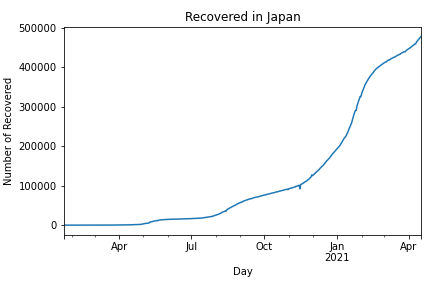 Recovered in Japan
Number of Recovered
500000
400000
300000
200000
100000
0
Apr
Jul
Oct
Jan
2021
Apr
Day